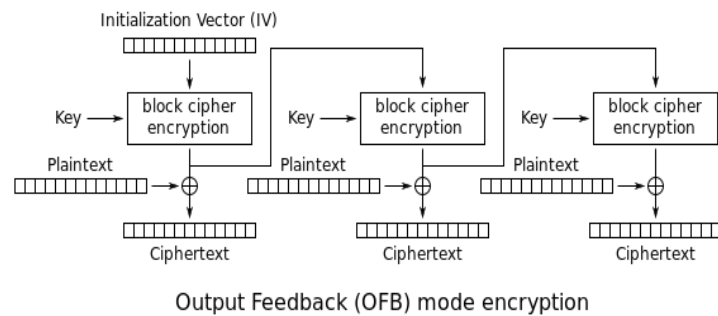 Initialization Vector (IV)
Key
block cipher
encryption
Key
block cipher
encryption
Key
block cipher
encryption
Plaintext
Plaintext
Plaintext
Ciphertext
Ciphertext
Ciphertext
Output Feedback (OFB) mode encryption